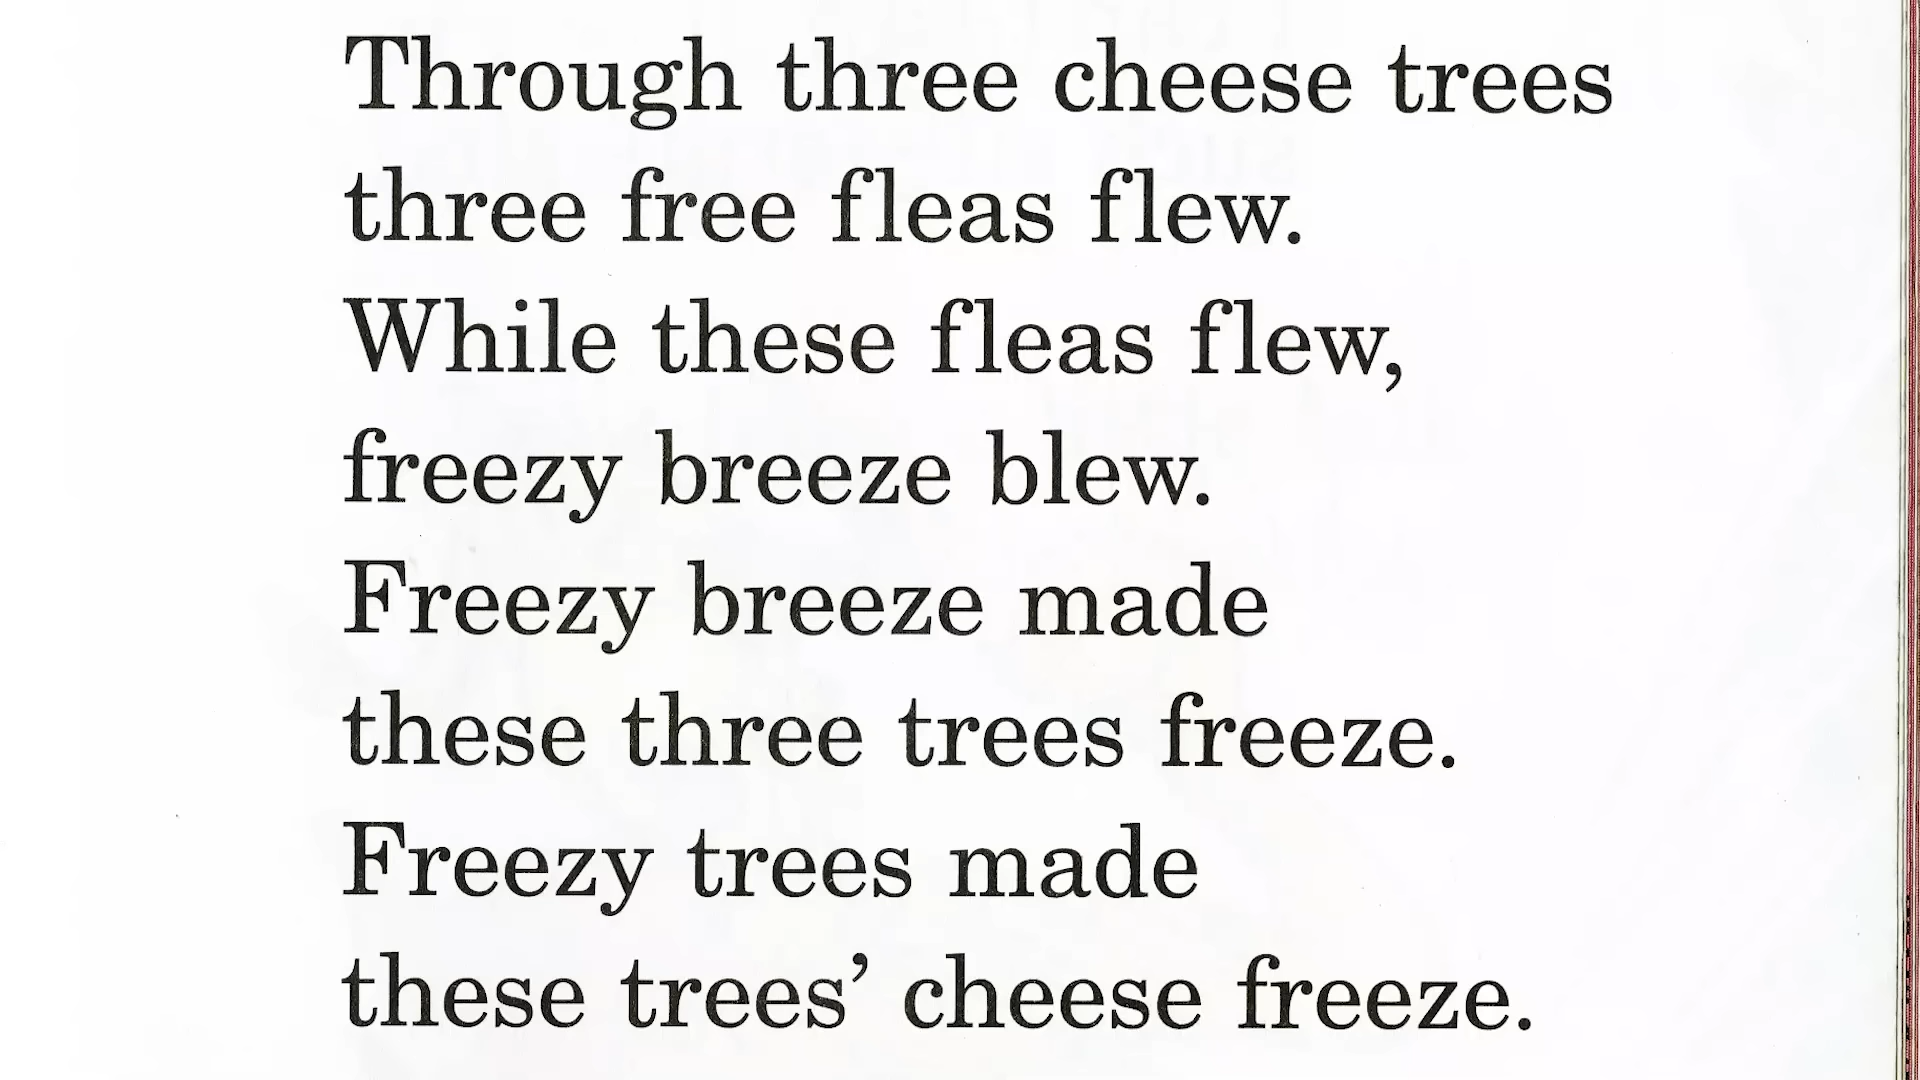 Through three cheese trees
three free fleas flew.
While these fleas flew,
freezy breeze blew.
Freezy breeze made
these three trees freeze.
Freezy trees made
these trees’ cheese freeze.